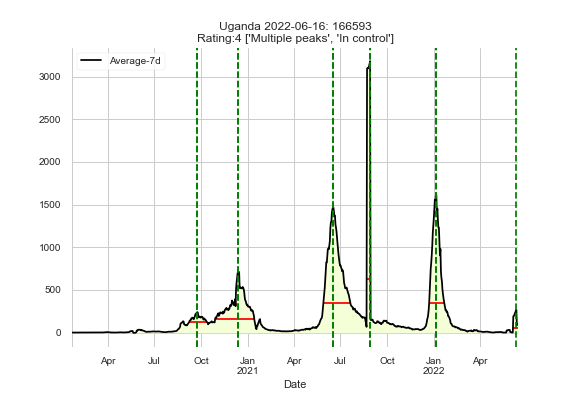 Uganda 2022-06-16: 166593
Rating:4 ['Multiple peaks', 'In control']
Average-7d
3000
2500
2000
1500
1000
500
0
Apr Jul Oct Jan Apr Jul Oct Jan Apr
2021 2022
Date